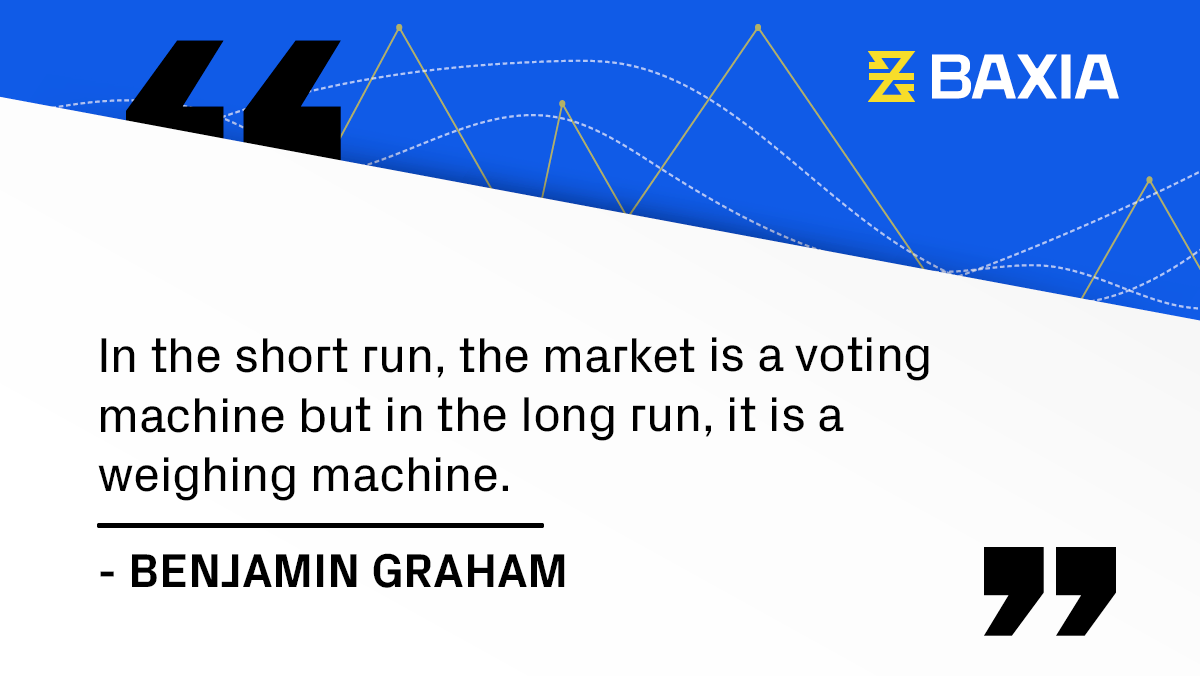 BAXIA
In the short run, the market is a voting
machine but in the long run, it is a
weighing machine.
- BENJAMIN GRAHAM